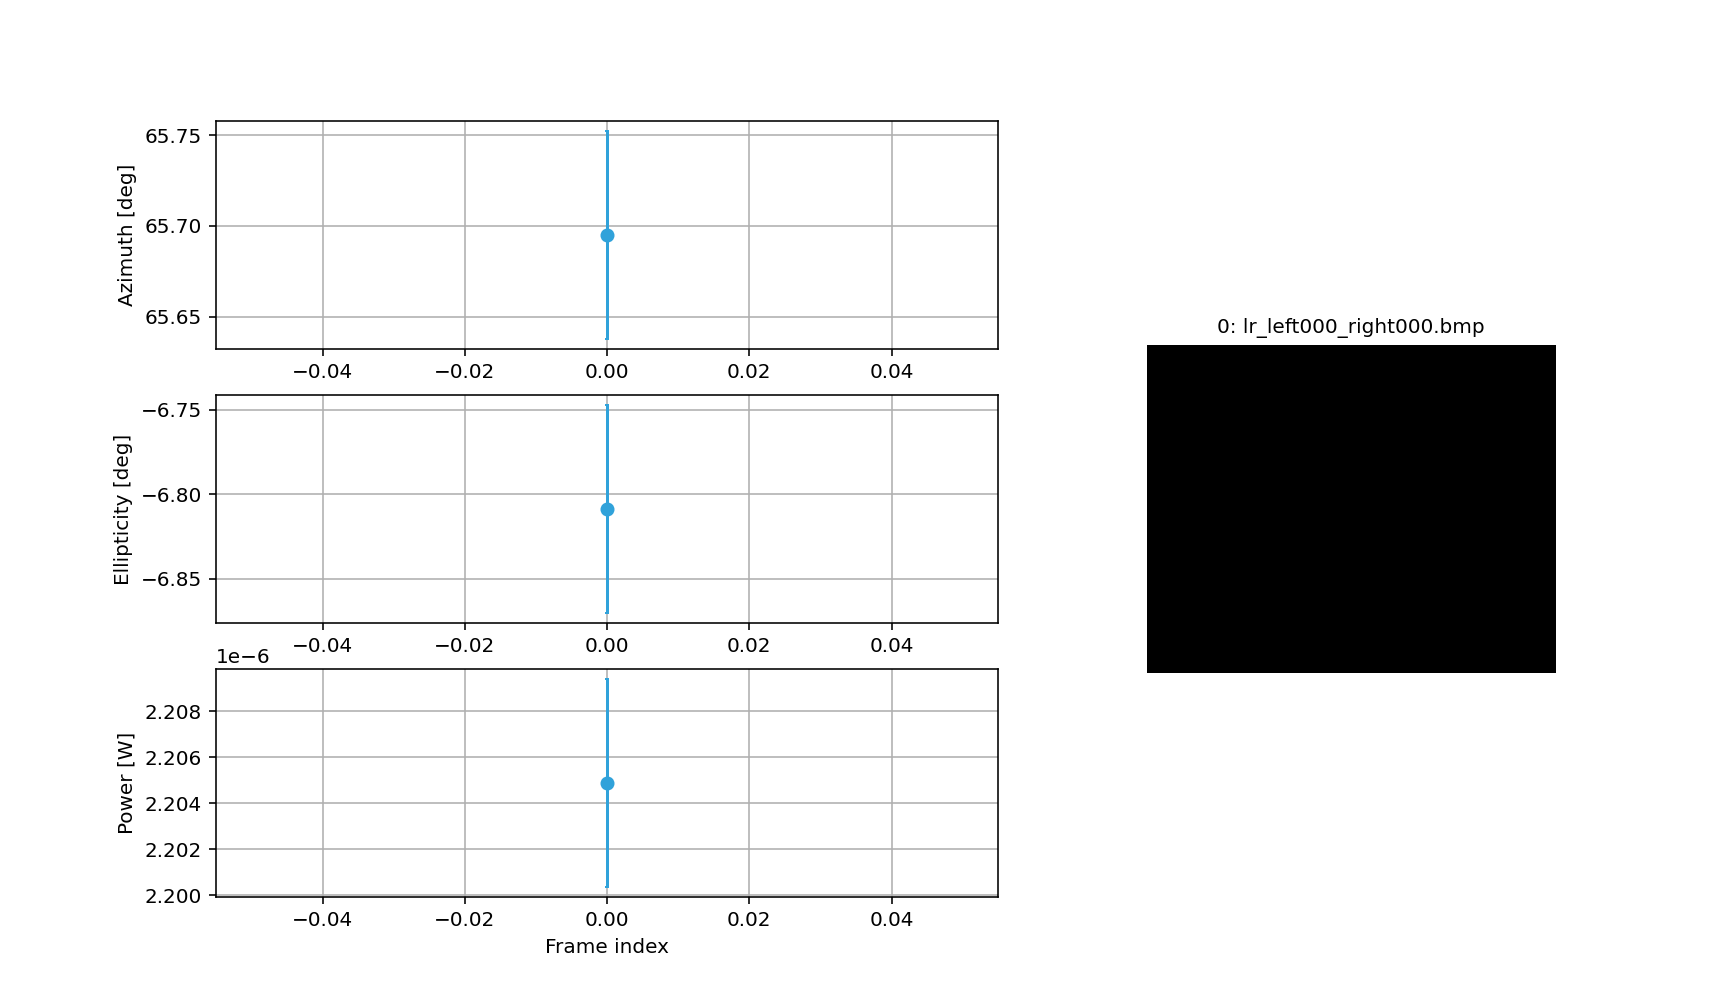 Azimuth [deg]
65.75
65.70
65.65
−0.04 −0.02 0.00 0.02 0.04
Ellipticity [deg]
−6.75
−6.80
−6.85
−0.04 −0.02 0.00 0.02 0.04
1e−6
Power [W]
2.208
2.206
2.204
2.202
2.200
−0.04 −0.02 0.00 0.02 0.04
Frame index
0: lr_left000_right000.bmp